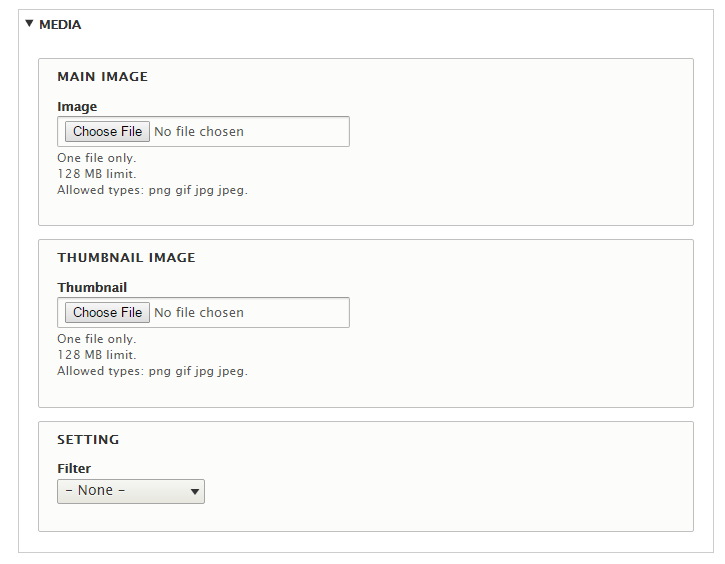 MEDIA
MAIN IMAGE
Image
Choose File No file chosen
One file only.
128 MB limit.
Allowed types: png gif jpg jpeg.
THUMBNAIL IMAGE
Thumbnail
Choose File No file chosen
One file only.
128 MB limit.
Allowed types: png gif jpg jpeg.
SETTING
Filter
- None -